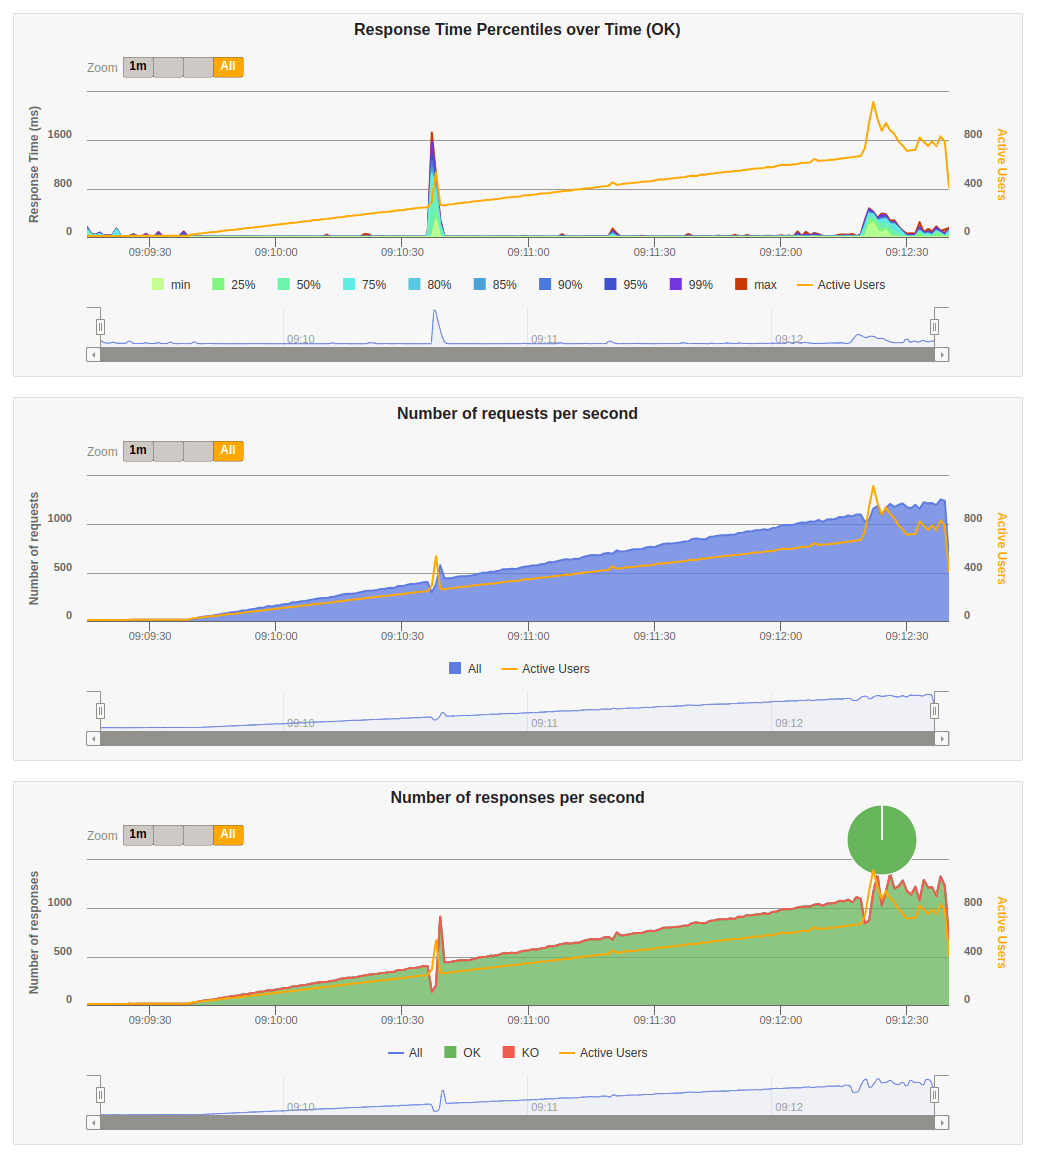 Response Time Percentiles over Time (OK)
Zoom 1m All
Response Time (ms)
1600
800
0
800
400
0
Active Users
09:09:30 09:10:00 09:10:30 09:11:00 09:11:30 09:12:00 09:12:30
min 25% 50% 75% 80% 85% 90% 95% 99% max Active Users
09:10 09:11 09:12
Number of requests per second
Zoom 1m All
Number of requests
1000
500
0
800
400
0
Active Users
09:09:30 09:10:00 09:10:30 09:11:00 09:11:30 09:12:00 09:12:30
All Active Users
09:10 09:11 09:12
Number of responses per second
Zoom 1m All
Number of responses
1000
500
0
800
400
0
Active Users
09:09:30 09:10:00 09:10:30 09:11:00 09:11:30 09:12:00 09:12:30
All OK KO Active Users
09:10 09:11 09:12